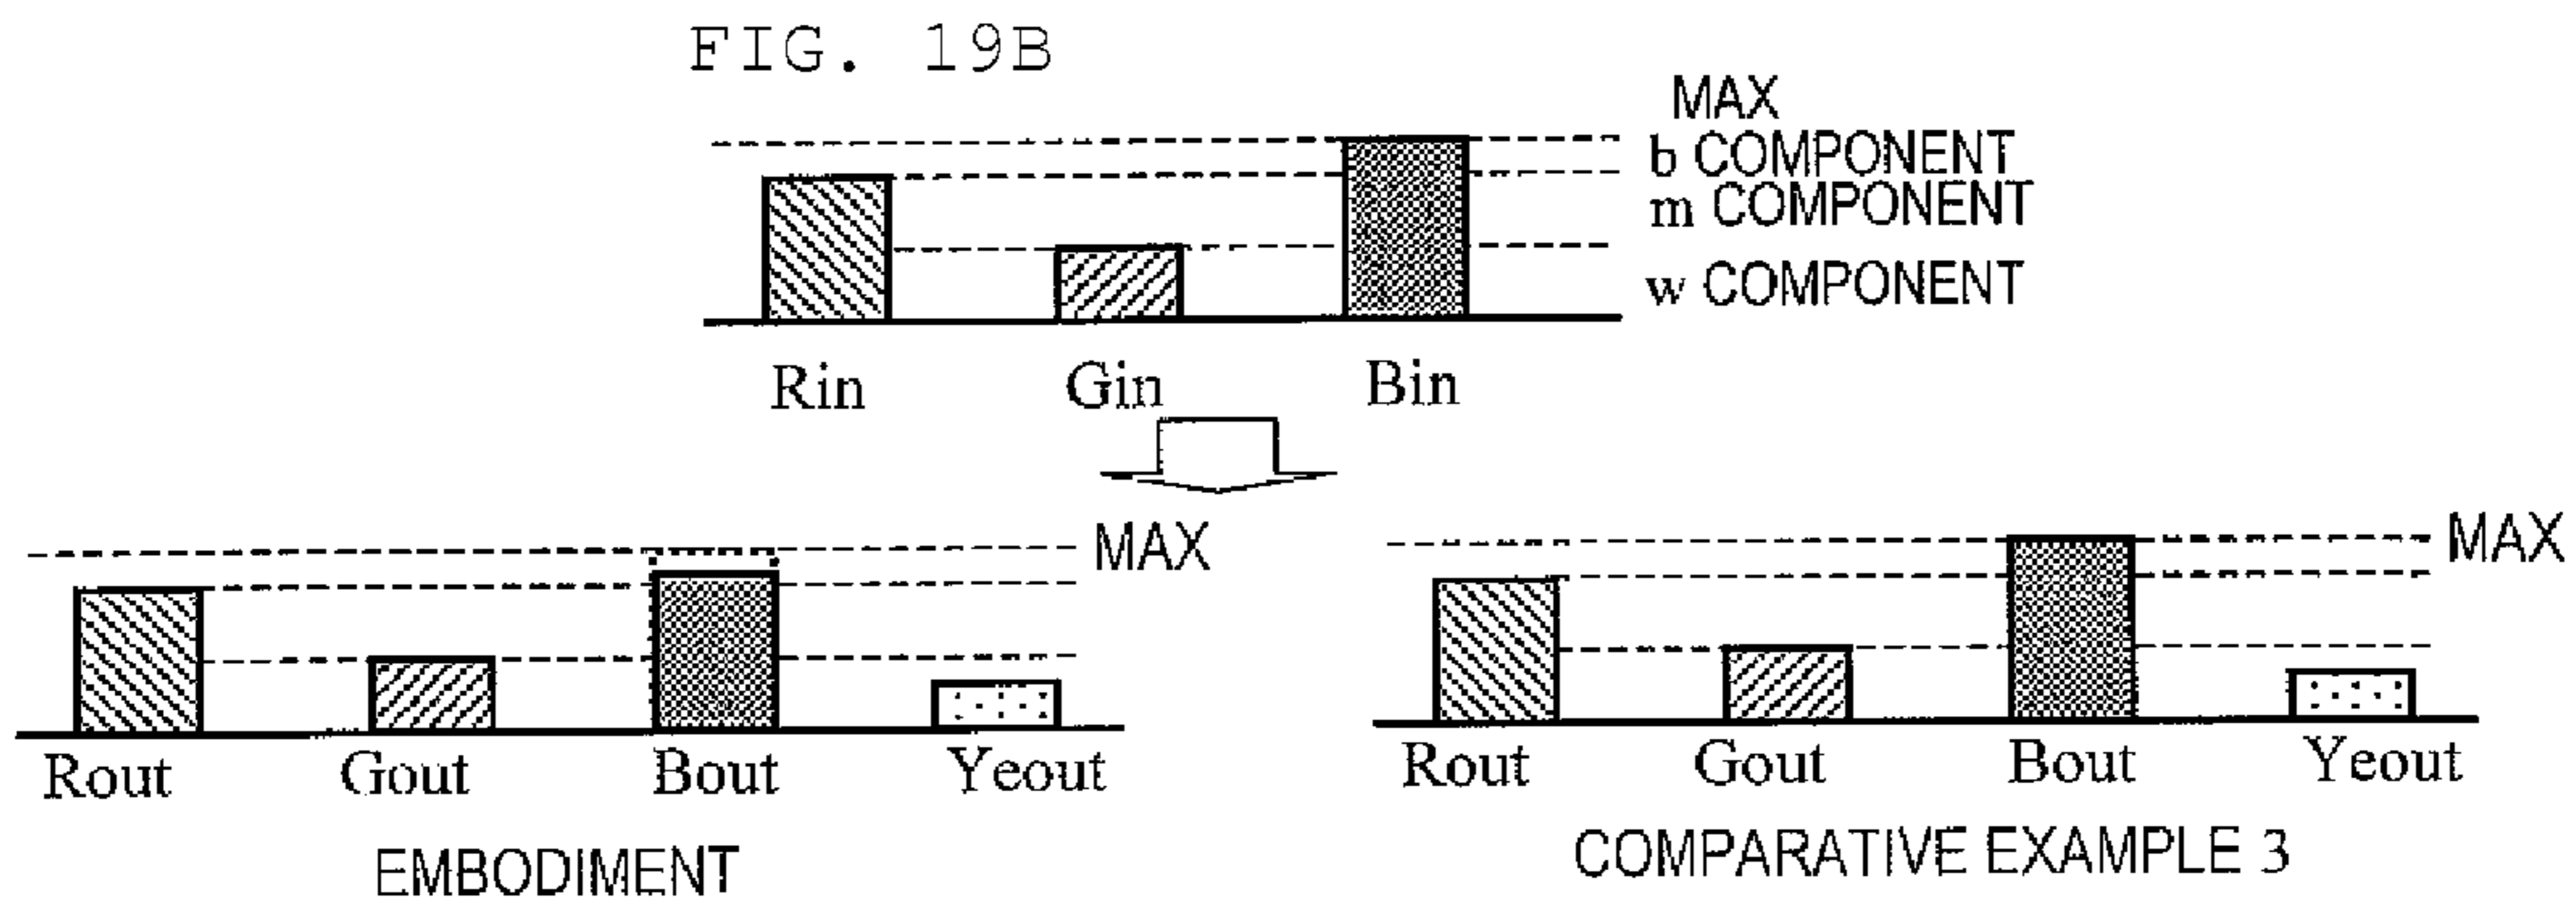 FIG. 19B
MAX
b COMPONENT
m COMPONENT
w COMPONENT
Rin Gin Bin
MAX
Rout Gout Bout Yeout
EMBODIMENT
MAX
Rout Gout Bout Yeout
COMPARATIVE EXAMPLE 3